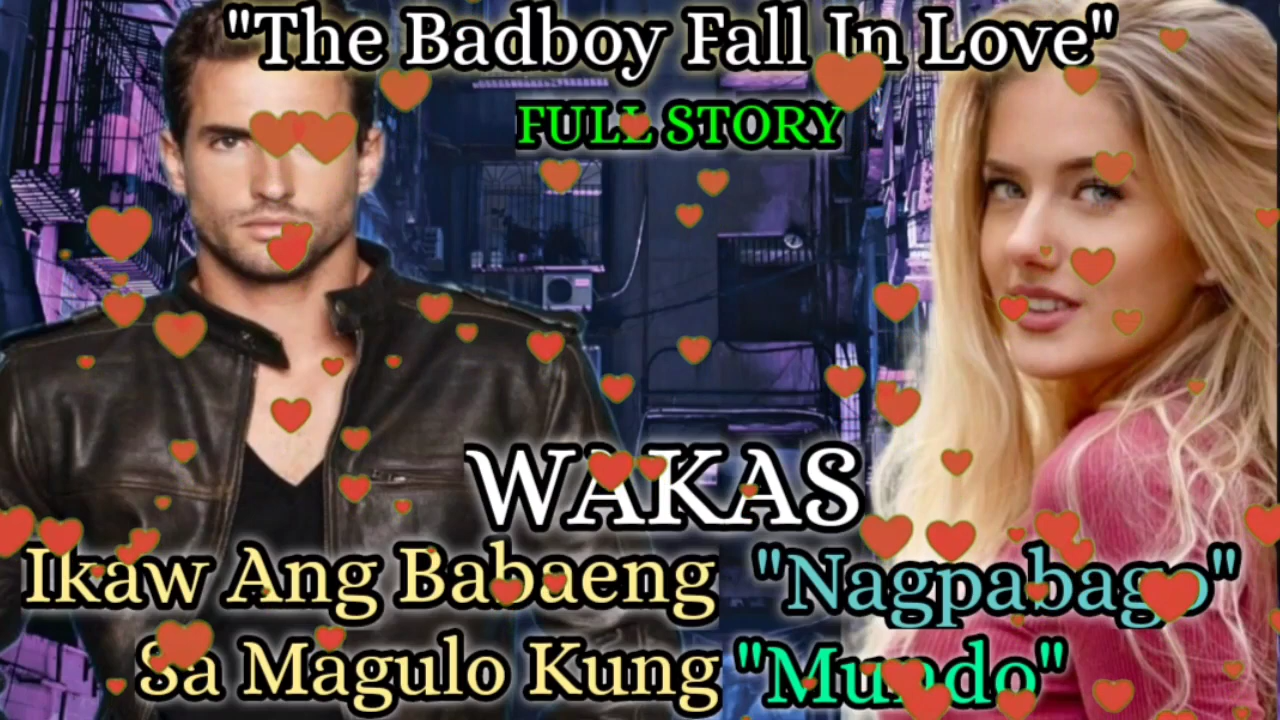 "The Badboy Fall In Love"
FULL STORY
WAKAS
Ikaw Ang Babaeng "Nagpabago"
Sa Magulo Kung "Mundo"